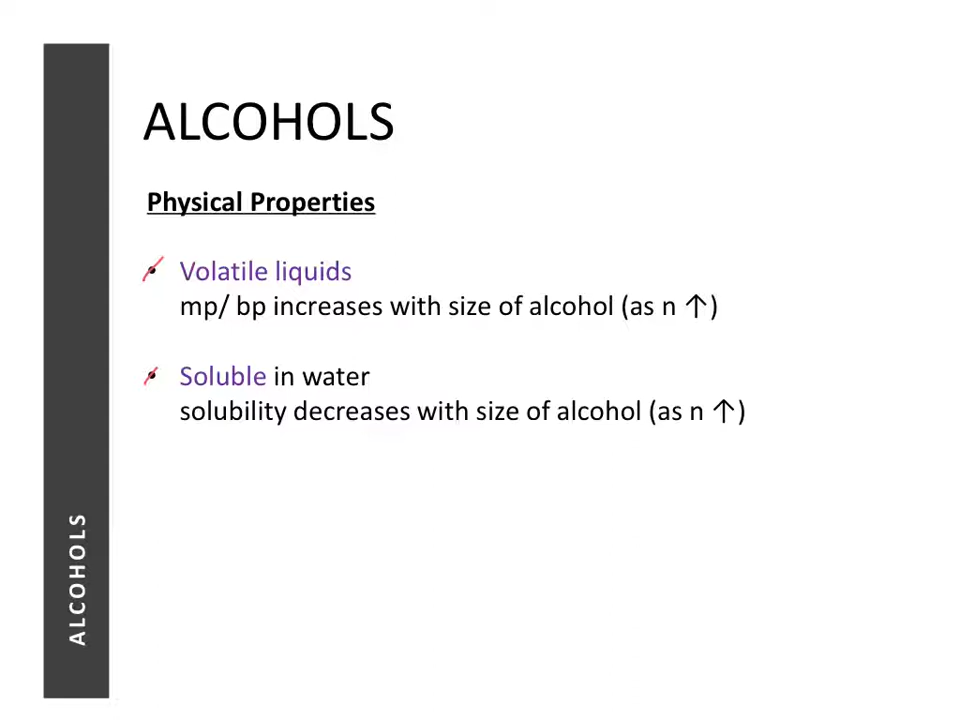 ALCOHOLS
Physical Properties
Volatile liquids
mp/ bp increases with size of alcohol (as n ↑)
Soluble in water
solubility decreases with size of alcohol (as n ↑)
ALCOHOLS